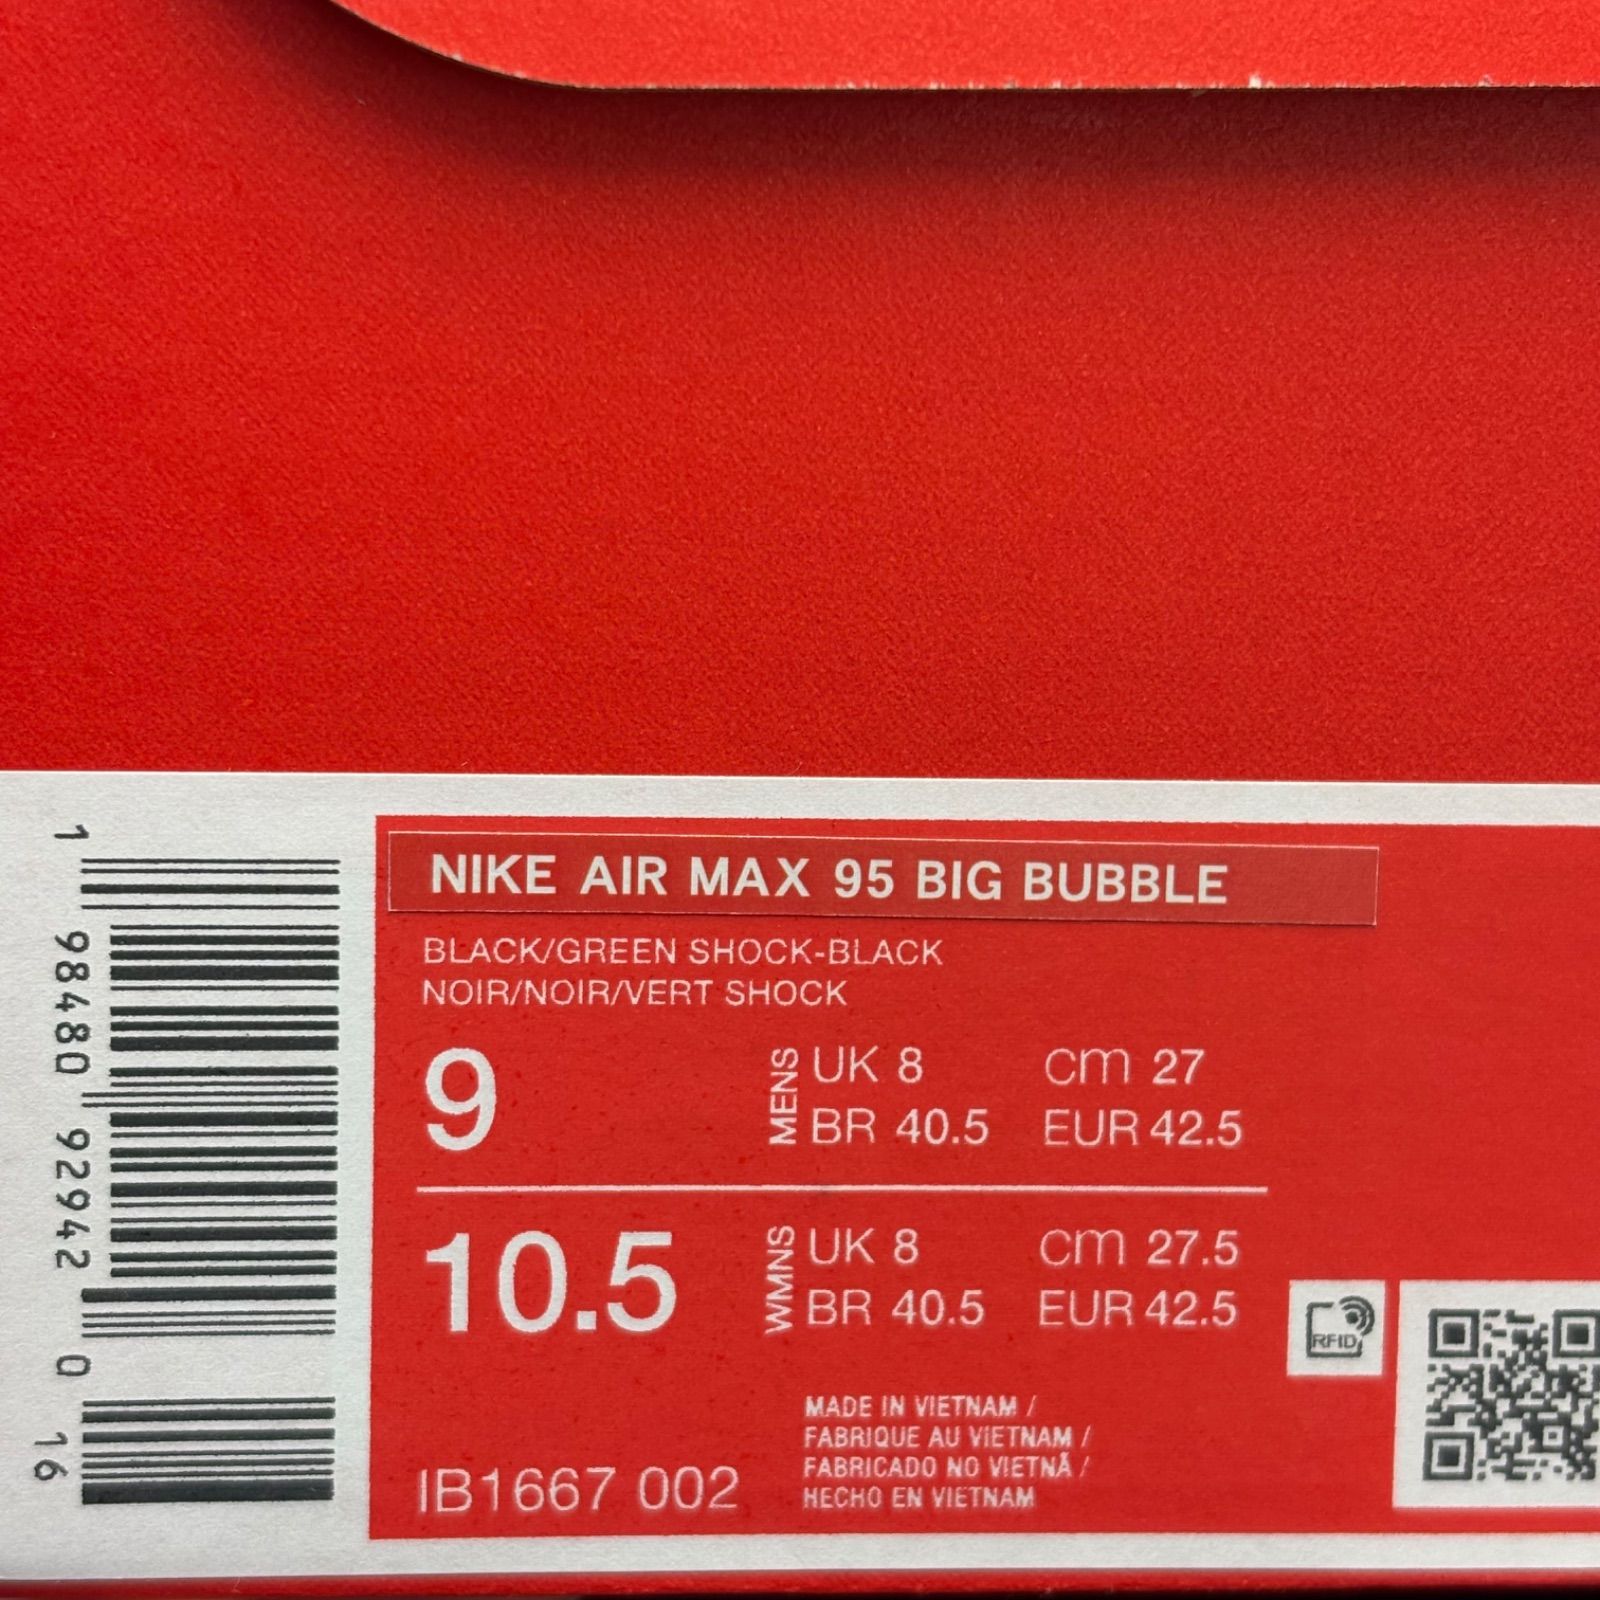 NIKE AIR MAX 95 BIG BUBBLE
BLACK/GREEN SHOCK-BLACK
NOIR/NOIR/VERT SHOCK
9
MENS
UK 8
cm 27
BR 40.5
EUR 42.5
10.5
WMNS
UK 8
cm 27.5
BR 40.5
EUR 42.5
RFID
MADE IN VIETNAM /
FABRIQUE AU VIETNAM /
FABRICADO NO VIETNÃ /
HECHO EN VIETNAM
IB1667 002
1 98480 92942 0 16